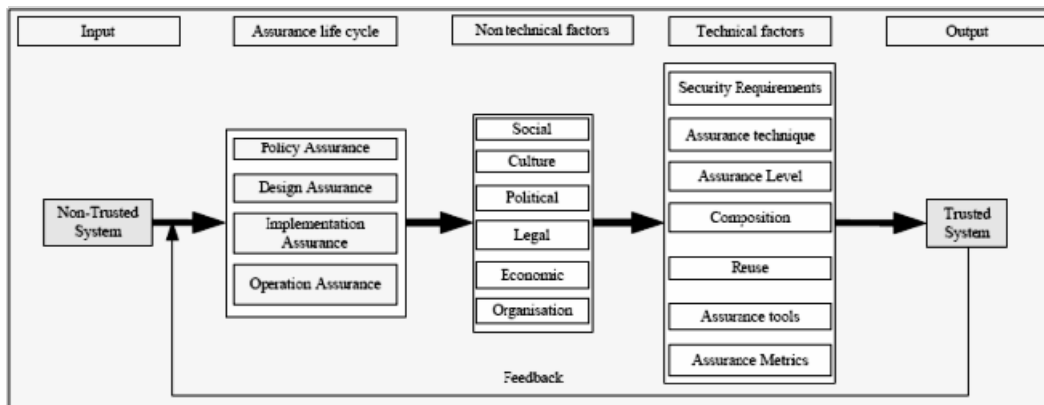 Input
Assurance life cycle
Non technical factors
Technical factors
Output
Non-Trusted
System
Policy Assurance
Design Assurance
Implementation
Assurance
Operation Assurance
Social
Culture
Political
Legal
Economic
Organisation
Security Requirements
Assurance technique
Assurance Level
Composition
Reuse
Assurance tools
Assurance Metrics
Trusted
System
Feedback